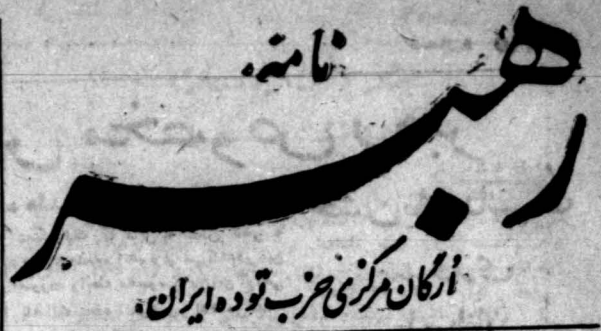 نامه
رهبر
ارگان مرکزی حزب توده ایران